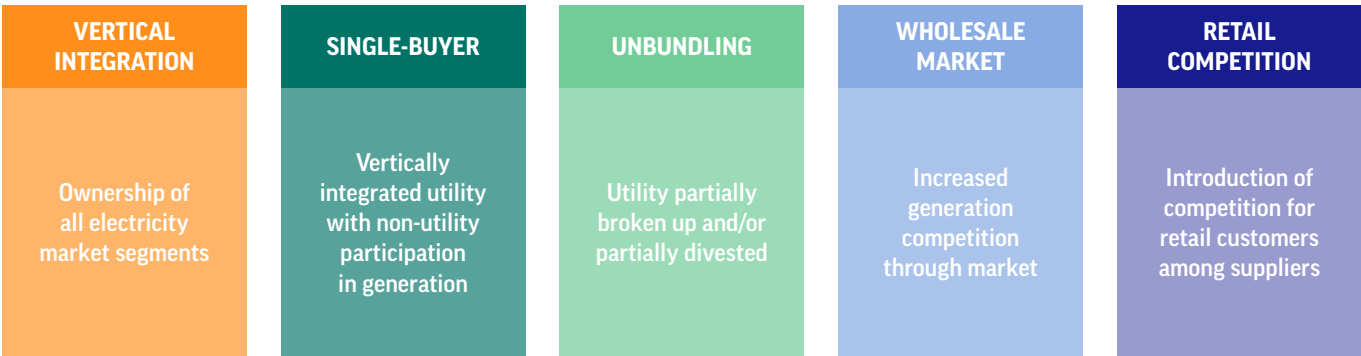 VERTICAL
INTEGRATION
Ownership of
all electricity
market segments
SINGLE-BUYER
Vertically
integrated utility
with non-utility
participation
in generation
UNBUNDLING
Utility partially
broken up and/or
partially divested
WHOLESALE
MARKET
Increased
generation
competition
through market
RETAIL
COMPETITION
Introduction of
competition for
retail customers
among suppliers